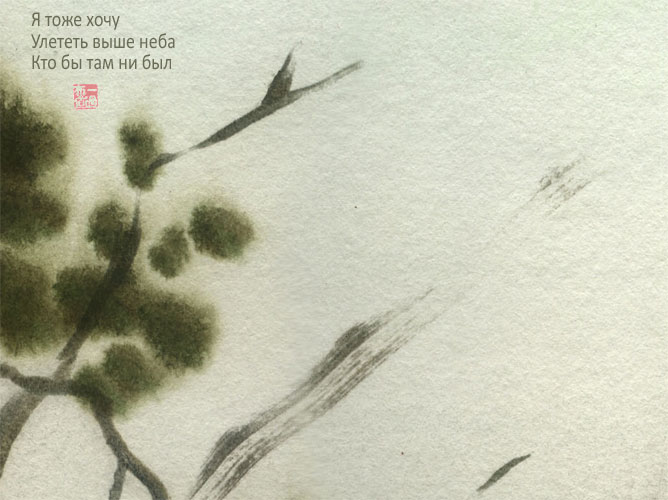 Я тоже хочу
Улететь выше неба
Кто бы там ни был